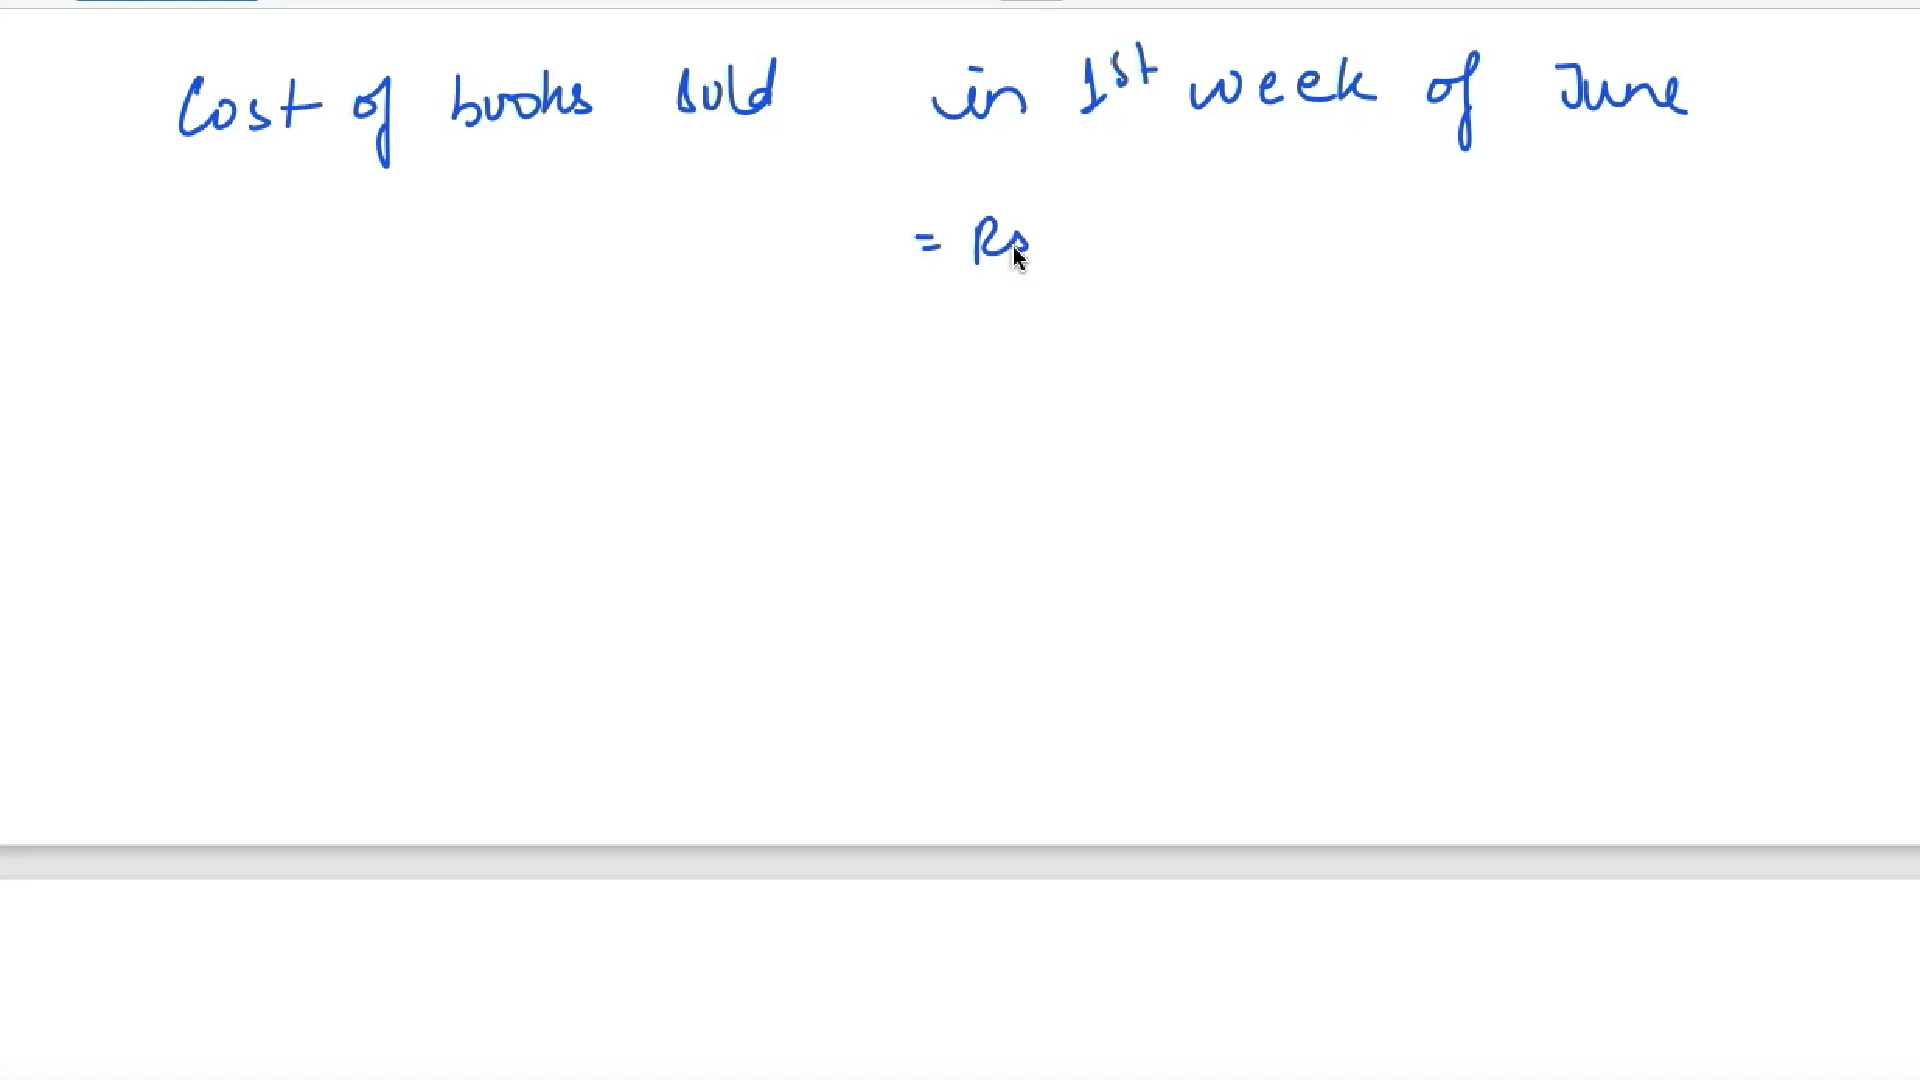 Cost of books sold in 1st week of June
= Rs